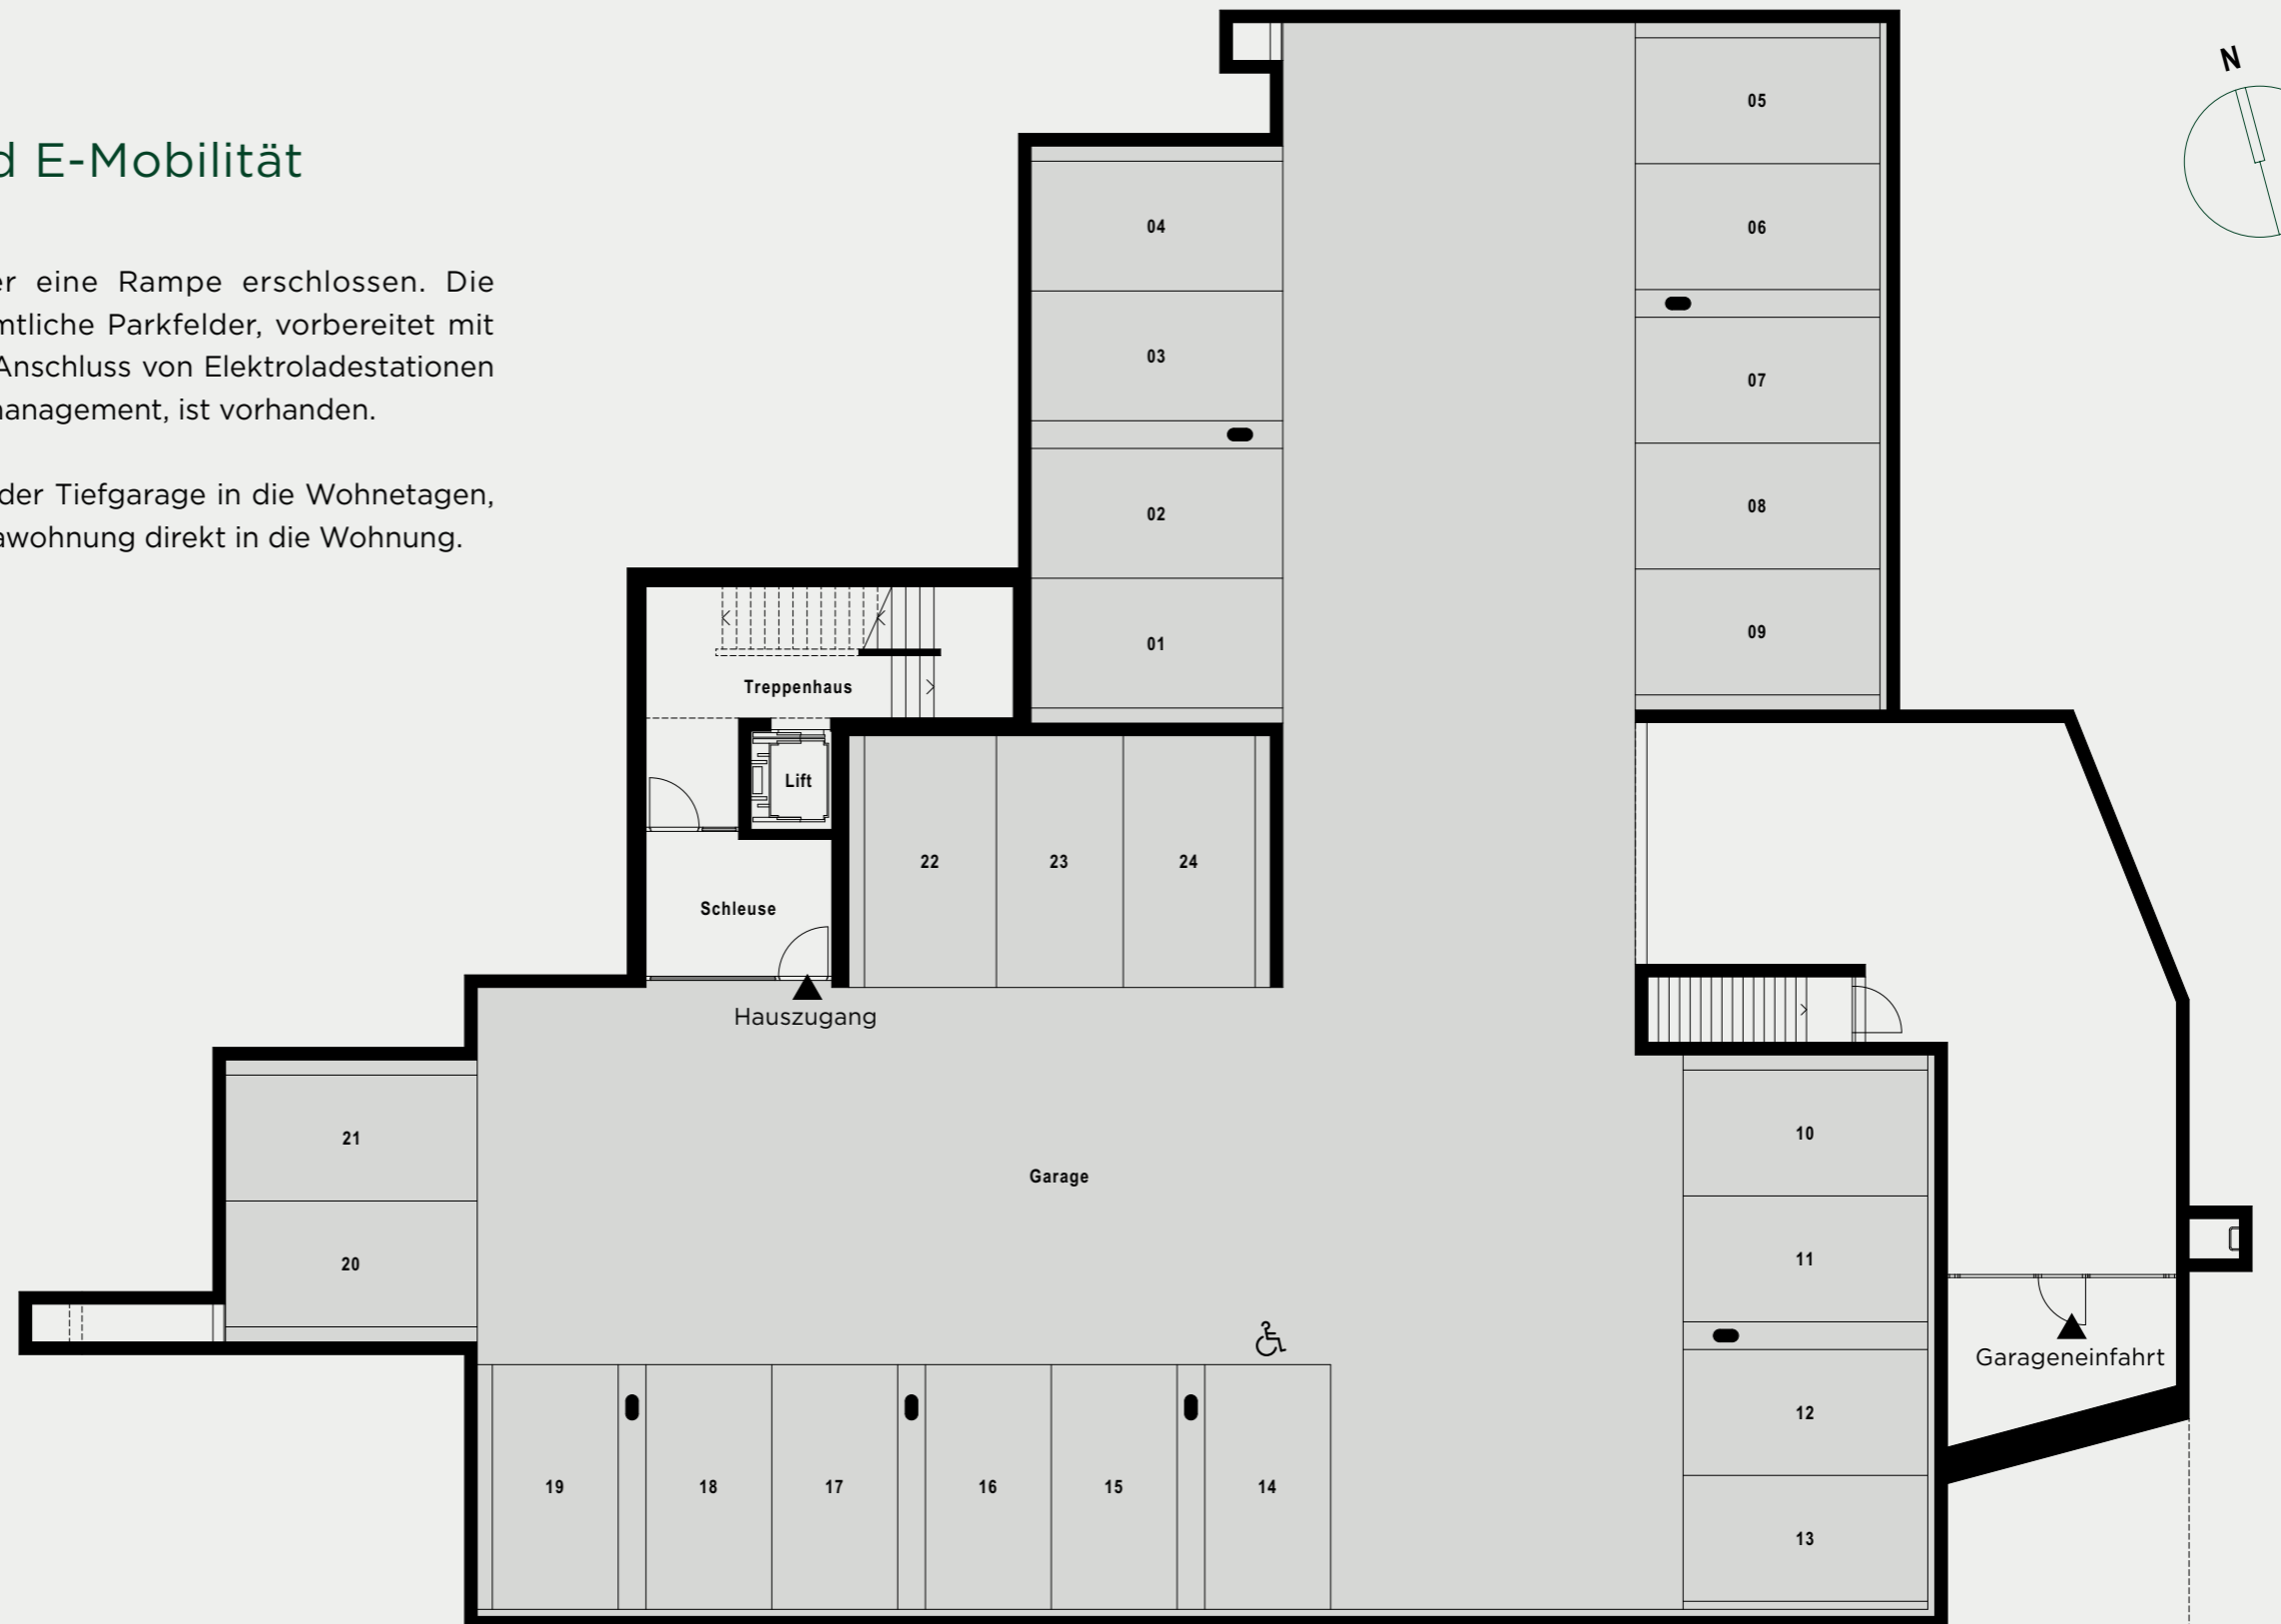 d E-Mobilität
er eine Rampe erschlossen. Die
mtliche Parkfelder, vorbereitet mit
Anschluss von Elektroladestationen
management, ist vorhanden.
der Tiefgarage in die Wohnetagen,
awohnung direkt in die Wohnung.
N
05
04
06
03
07
02
08
01
09
Treppenhaus
Lift
22
23
24
Schleuse
Hauszugang
21
10
Garage
20
11
Garageneinfahrt
12
19
18
17
16
15
14
13